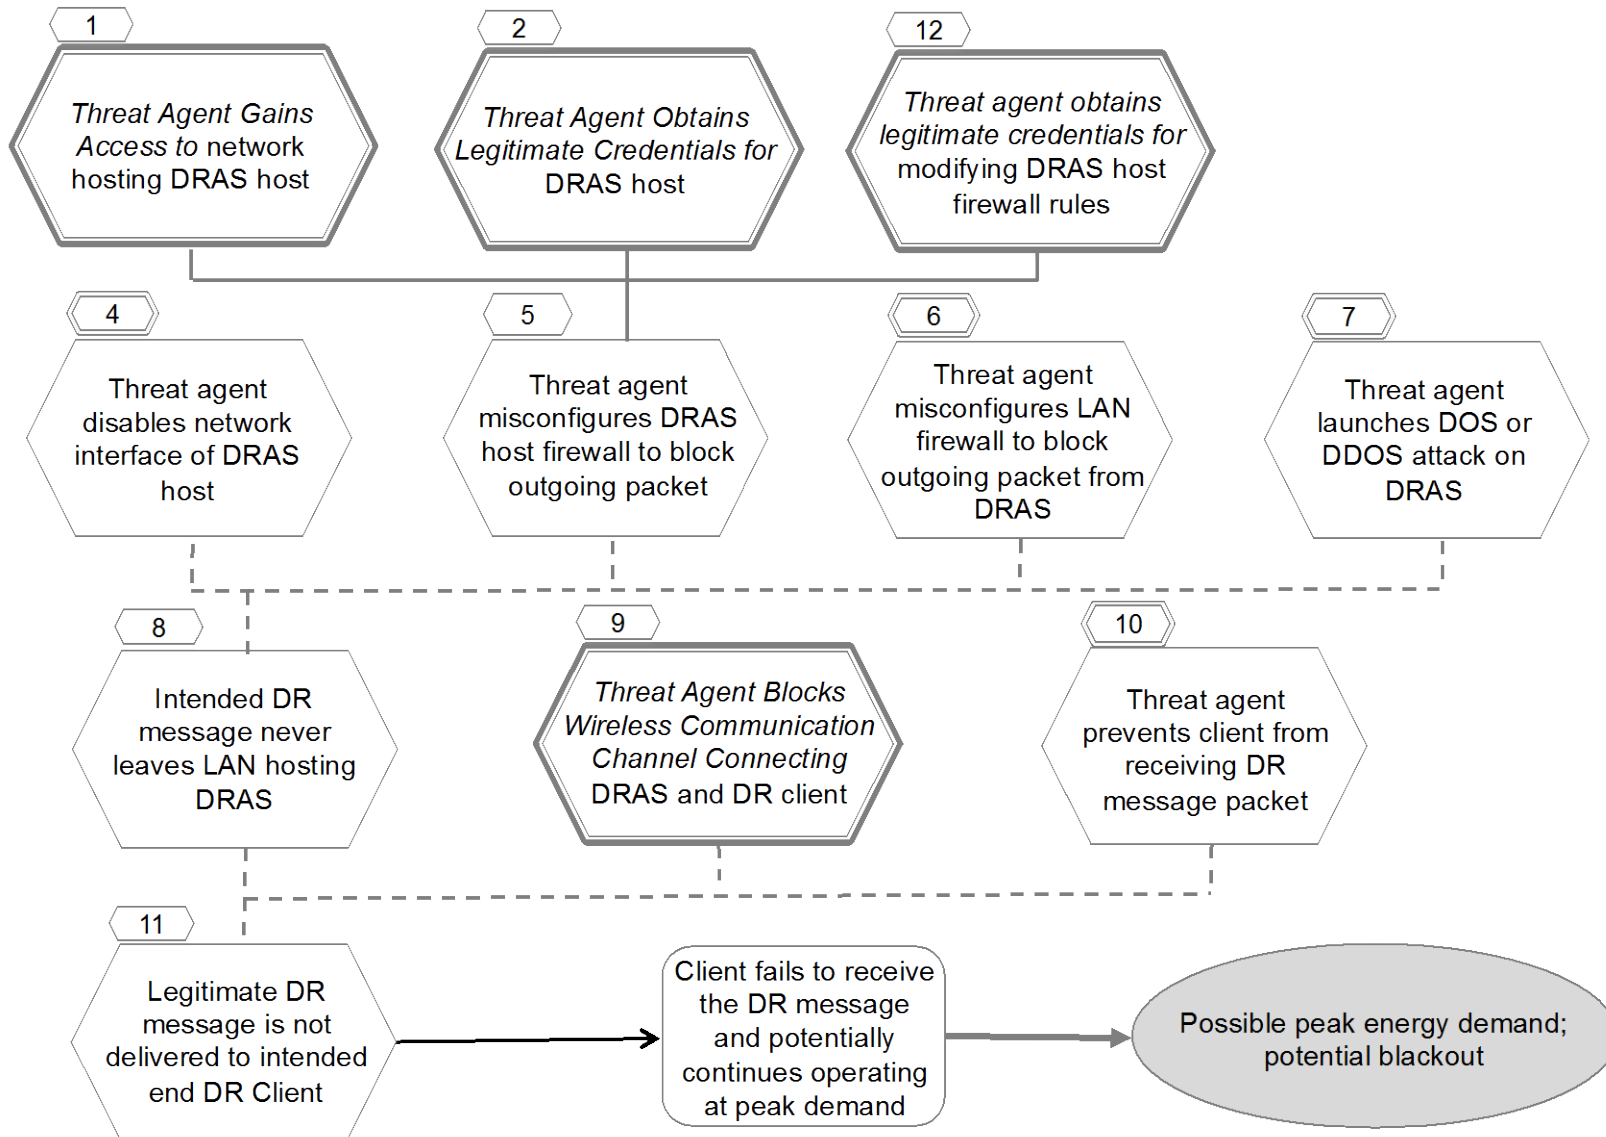 1
Threat Agent Gains
Access to network
hosting DRAS host
2
Threat Agent Obtains
Legitimate Credentials for
DRAS host
12
Threat agent obtains
legitimate credentials for
modifying DRAS host
firewall rules
4
Threat agent
disables network
interface of DRAS
host
5
Threat agent
misconfigures DRAS
host firewall to block
outgoing packet
6
Threat agent
misconfigures LAN
firewall to block
outgoing packet from
DRAS
7
Threat agent
launches DOS or
DDOS attack on
DRAS
8
Intended DR
message never
leaves LAN hosting
DRAS
9
Threat Agent Blocks
Wireless Communication
Channel Connecting
DRAS and DR client
10
Threat agent
prevents client from
receiving DR
message packet
11
Legitimate DR
message is not
delivered to intended
end DR Client
Client fails to receive
the DR message
and potentially
continues operating
at peak demand
Possible peak energy demand;
potential blackout